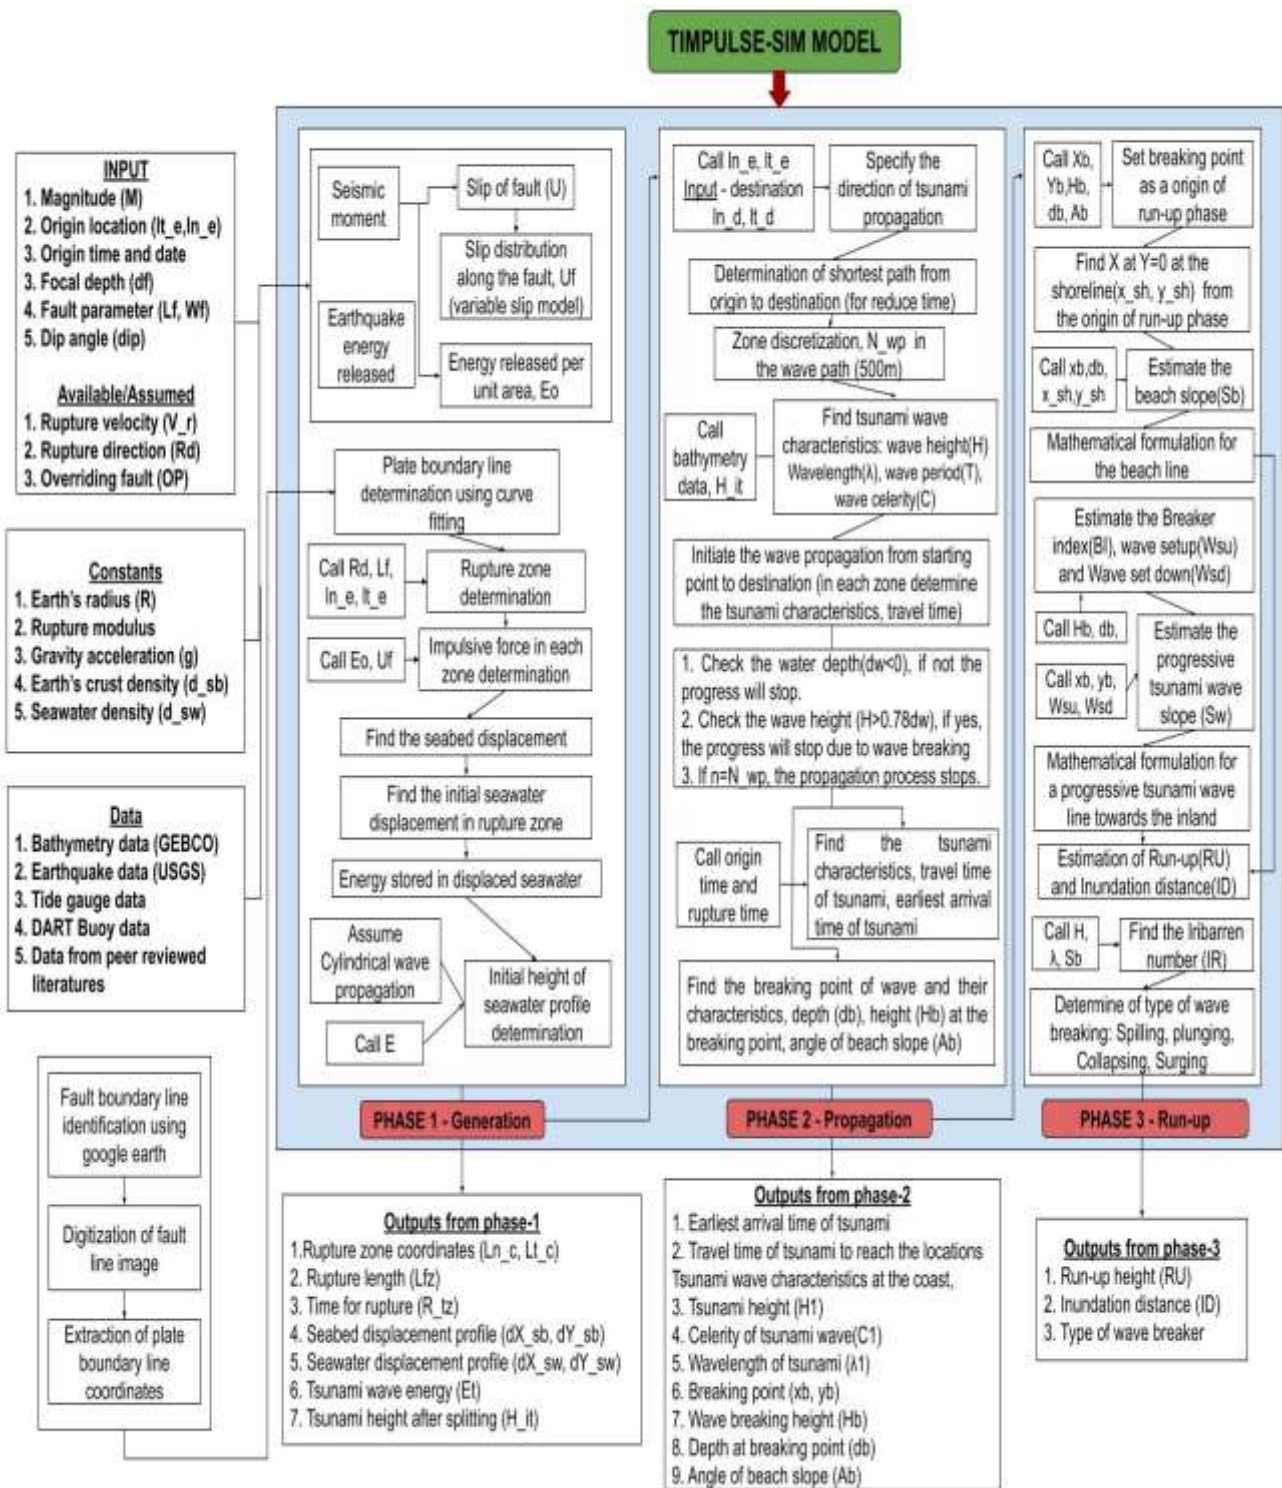 TIMPULSE-SIM MODEL
INPUT
1. Magnitude (M)
2. Origin location (lt_e,ln_e)
3. Origin time and date
3. Focal depth (df)
4. Fault parameter (Lf, Wf)
5. Dip angle (dip)
Available/Assumed
1. Rupture velocity (V_r)
2. Rupture direction (Rd)
3. Overriding fault (OP)
Constants
1. Earth's radius (R)
2. Rupture modulus
3. Gravity acceleration (g)
4. Earth's crust density (d_sb)
5. Seawater density (d_sw)
Data
1. Bathymetry data (GEBCO)
2. Earthquake data (USGS)
3. Tide gauge data
4. DART Buoy data
5. Data from peer reviewed
literatures
Fault boundary line
identification using
google earth
Digitization of fault
line image
Extraction of plate
boundary line
coordinates
Seismic
moment
Slip of fault (U)
Slip distribution
along the fault, Uf
(variable slip model)
Earthquake
energy
released
Energy released per
unit area, Eo
Plate boundary line
determination using curve
fitting
Call Rd, Lf,
ln_e, lt_e
Rupture zone
determination
Call Eo, Uf
Impulsive force in each
zone determination
Find the seabed displacement
Find the initial seawater
displacement in rupture zone
Energy stored in displaced seawater
Assume
Cylindrical wave
propagation
Initial height of
seawater profile
determination
Call E
PHASE 1 - Generation
Outputs from phase-1
1.Rupture zone coordinates (Ln_c, Lt_c)
2. Rupture length (Lfz)
3. Time for rupture (R_tz)
4. Seabed displacement profile (dX_sb, dY_sb)
5. Seawater displacement profile (dX_sw, dY_sw)
6. Tsunami wave energy (Et)
7. Tsunami height after splitting (H_it)
Call ln_e, lt_e
Input - destination
ln_d, lt_d
Specify the
direction of tsunami
propagation
Determination of shortest path from
origin to destination (for reduce time)
Zone discretization, N_wp in
the wave path (500m)
Call
bathymetry
data, H_it
Find tsunami wave
characteristics: wave height(H)
Wavelength(λ), wave period(T),
wave celerity(C)
Initiate the wave propagation from starting
point to destination (in each zone determine
the tsunami characteristics, travel time)
1. Check the water depth(dw<0), if not the
progress will stop.
2. Check the wave height (H>0.78dw), if yes,
the progress will stop due to wave breaking
3. If n=N_wp, the propagation process stops.
Call origin
time and
rupture time
Find the tsunami
characteristics, travel time
of tsunami, earliest arrival
time of tsunami
Find the breaking point of wave and their
characteristics, depth (db), height (Hb) at the
breaking point, angle of beach slope (Ab)
PHASE 2 - Propagation
Outputs from phase-2
1. Earliest arrival time of tsunami
2. Travel time of tsunami to reach the locations
Tsunami wave characteristics at the coast,
3. Tsunami height (H1)
4. Celerity of tsunami wave(C1)
5. Wavelength of tsunami (λ1)
6. Breaking point (xb, yb)
7. Wave breaking height (Hb)
8. Depth at breaking point (db)
9. Angle of beach slope (Ab)
Call Xb,
Yb,Hb,
db, Ab
Set breaking point
as a origin of
run-up phase
Find X at Y=0 at the
shoreline(x_sh, y_sh) from
the origin of run-up phase
Call xb,db,
x_sh,y_sh
Estimate the
beach slope(Sb)
Mathematical formulation for
the beach line
Estimate the Breaker
index(BI), wave setup(Wsu)
and Wave set down(Wsd)
Call Hb, db,
Estimate the
progressive
tsunami wave
slope (Sw)
Call xb, yb,
Wsu, Wsd
Mathematical formulation for
a progressive tsunami wave
line towards the inland
Estimation of Run-up(RU)
and Inundation distance(ID)
Call H,
λ, Sb
Find the Iribarren
number (IR)
Determine of type of wave
breaking: Spilling, plunging,
Collapsing, Surging
PHASE 3 - Run-up
Outputs from phase-3
1. Run-up height (RU)
2. Inundation distance (ID)
3. Type of wave breaker